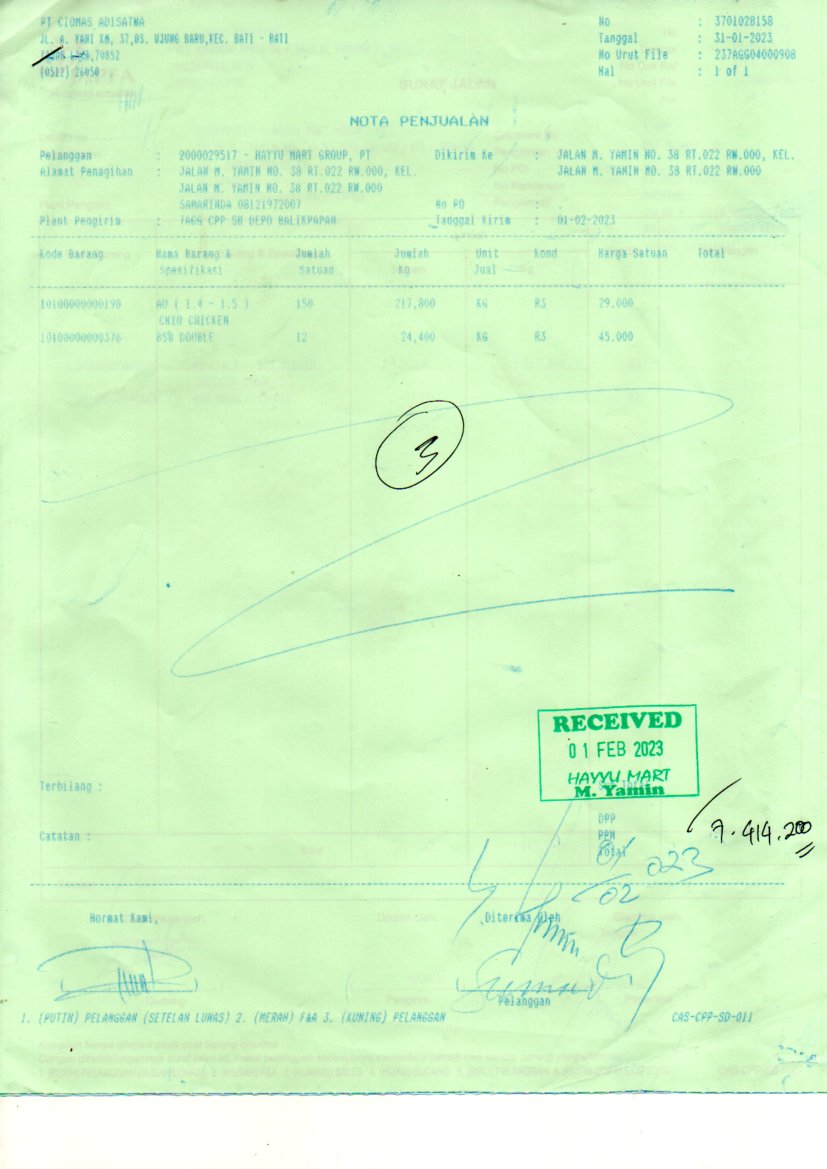 PT CIOMAS ADISATWA
JL. A. YANI KM, 37,DS. UJUNG BARU,KEC. BATI - BATI
70852
(0512) 26050
No : 3701028158
Tanggal : 31-01-2023
No Urut File : 237AGG04000908
Hal : 1 of 1
SURAT JALAN
NOTA PENJUALAN
Pelanggan : 2000029517 - HAYYU MART GROUP, PT
Alamat Penagihan : JALAN M. YAMIN NO. 38 RT.022 RW.000, KEL.
JALAN M. YAMIN NO. 38 RT.022 RW.000
SAMARINDA 08121972007
Plant Pengirim : 7AGG CPP SH DEPO BALIKPAPAN
Dikirim Ke : JALAN M. YAMIN NO. 38 RT.022 RW.000, KEL.
JALAN M. YAMIN NO. 38 RT.022 RW.000
No PO : .
Tanggal Kirim : 01-02-2023
Kode Barang Nama Barang & Jumlah Jumlah Unit Kond Harga Satuan Total
Spesifikasi Satuan Kg Jual
10100000000190 AU ( 1.4 - 1.5 ) 150 217,800 KG R3 29.000
CHIO CHICKEN
10100000000376 BSB DOUBLE 12 24,400 KG R3 45.000
3
RECEIVED
01 FEB 2023
HAYYU MART
M. Yamin
Terbilang :
DPP
Catatan :
PPN
Total
7.414.200
01/02 023
Hormat Kami,
Diterima Oleh
Pelanggan
1. (PUTIH) PELANGGAN (SETELAH LUNAS) 2. (MERAH) F&A 3. (KUNING) PELANGGAN
CAS-CPP-SD-011